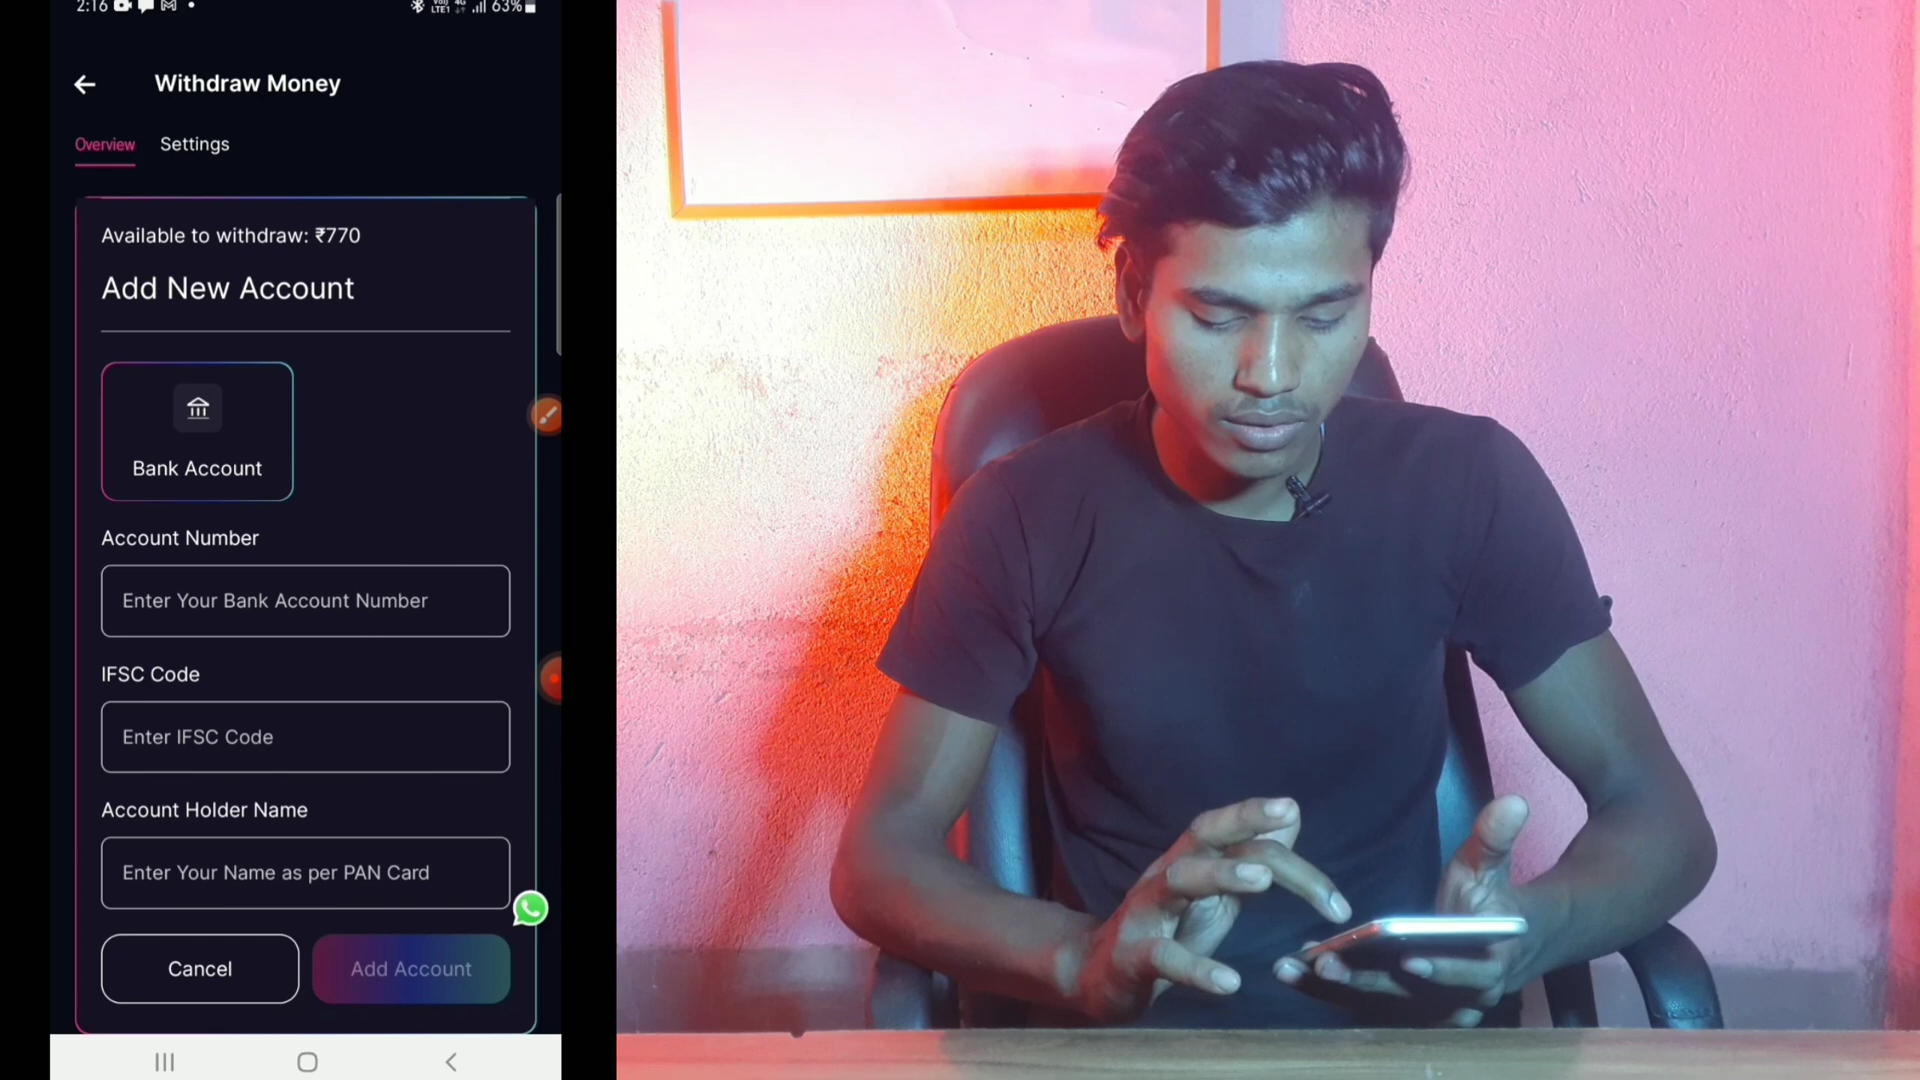 2:16
63%
Withdraw Money
Overview Settings
Available to withdraw: ₹770
Add New Account
Bank Account
Account Number
Enter Your Bank Account Number
IFSC Code
Enter IFSC Code
Account Holder Name
Enter Your Name as per PAN Card
Cancel Add Account